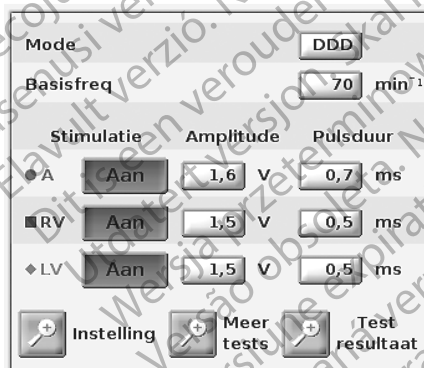 Mode DDD
Basisfreq 70 min⁻¹
Stimulatie Amplitude Pulsduur
A Aan 1,6 V 0,7 ms
RV Aan 1,5 V 0,5 ms
LV Aan 1,5 V 0,5 ms
Instelling Meer tests Test resultaat